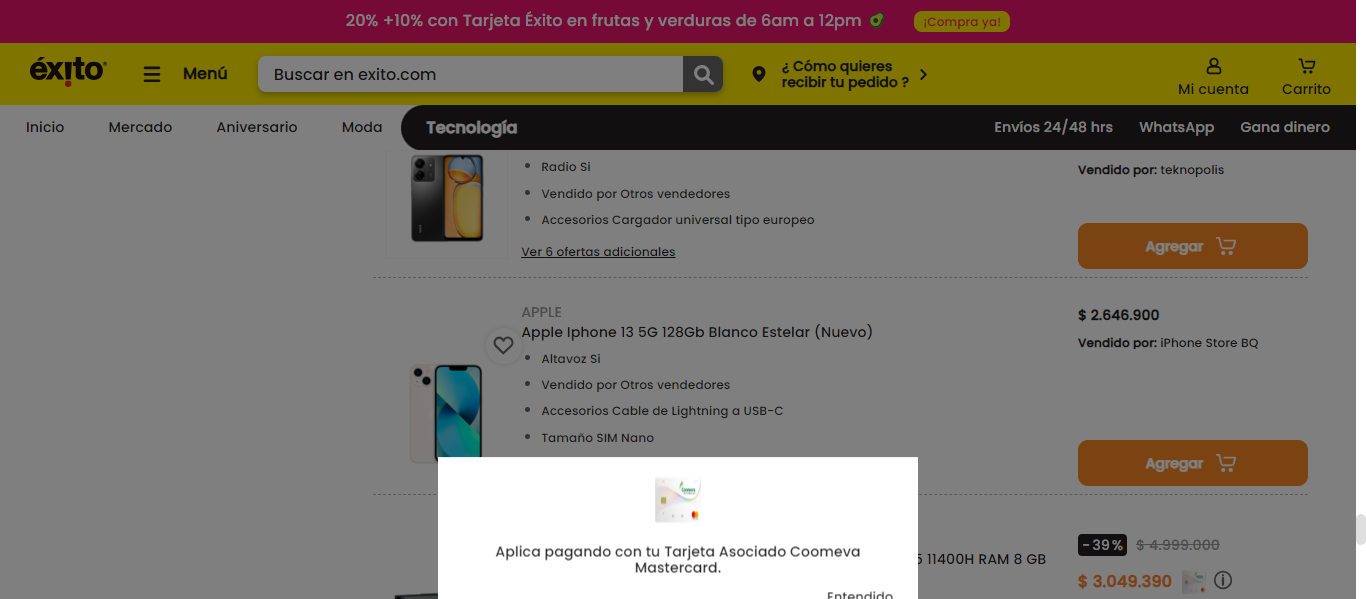 20% +10% con Tarjeta Éxito en frutas y verduras de 6am a 12pm
¡Compra ya!
éxito
Menú
Buscar en exito.com
¿ Cómo quieres
recibir tu pedido ?
Mi cuenta
Carrito
Inicio
Mercado
Aniversario
Moda
Tecnología
Envíos 24/48 hrs
WhatsApp
Gana dinero
Radio Si
Vendido por Otros vendedores
Accesorios Cargador universal tipo europeo
Ver 6 ofertas adicionales
Vendido por: teknopolis
Agregar
APPLE
Apple Iphone 13 5G 128Gb Blanco Estelar (Nuevo)
Altavoz Si
Vendido por Otros vendedores
Accesorios Cable de Lightning a USB-C
Tamaño SIM Nano
$ 2.646.900
Vendido por: iPhone Store BQ
Agregar
Aplica pagando con tu Tarjeta Asociado Coomeva
Mastercard.
Entendido
11400H RAM 8 GB
-39% $ 4.999.000
$ 3.049.390